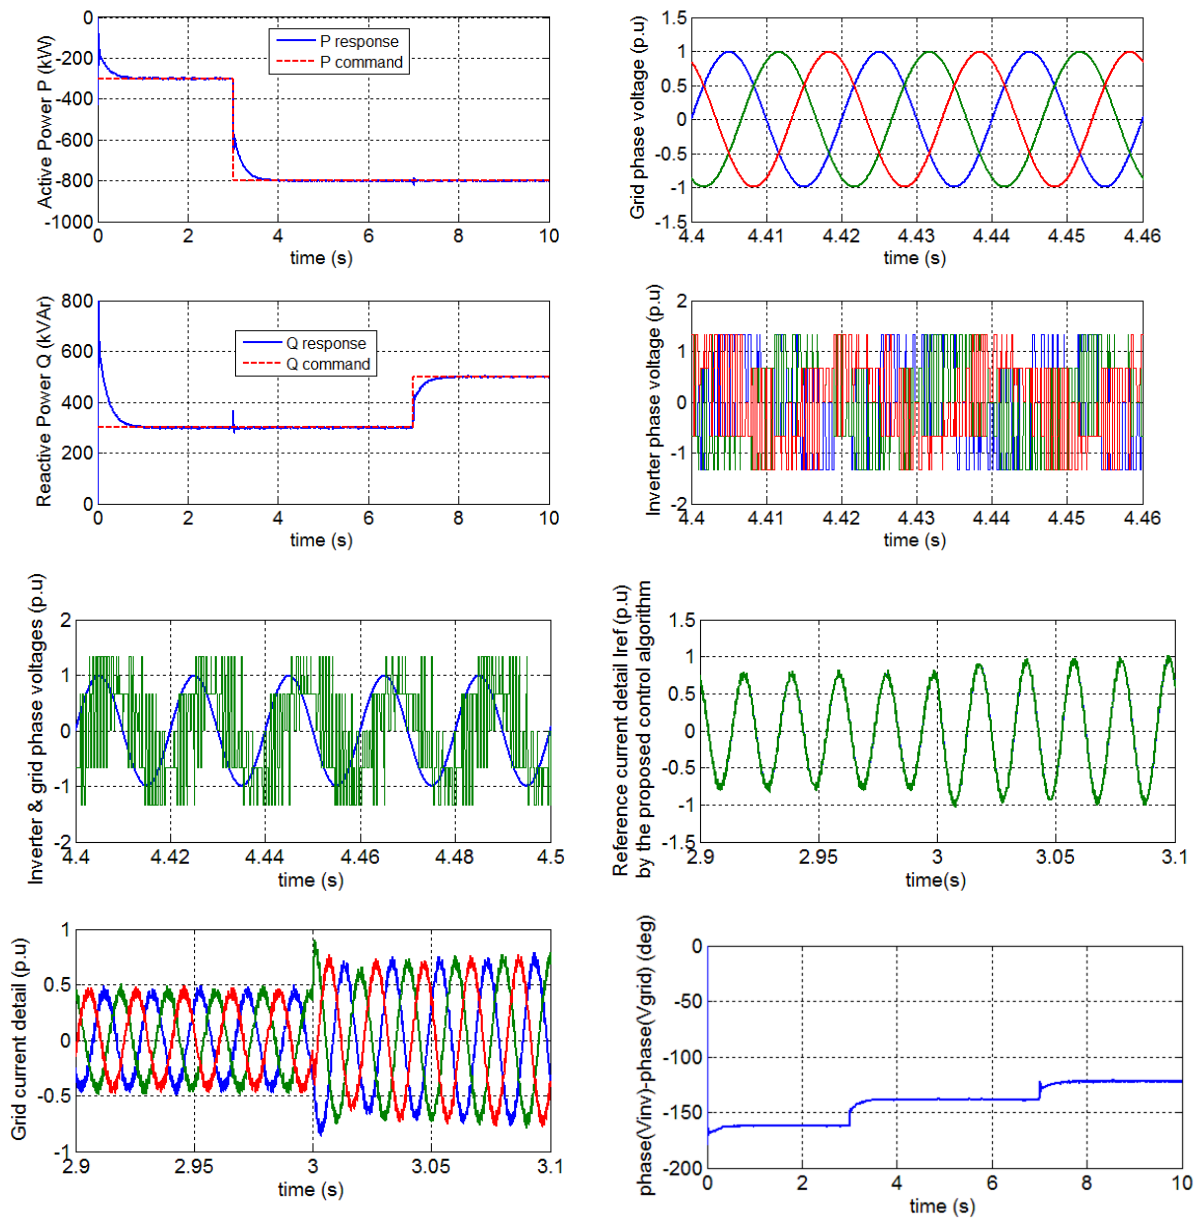 Active Power P (kW)
0
-200
-400
-600
-800
-1000
P response
P command
0 2 4 6 8 10
time (s)
Grid phase voltage (p.u)
1.5
1
0.5
0
-0.5
-1
-1.5
4.4 4.41 4.42 4.43 4.44 4.45 4.46
time (s)
Reactive Power Q (kVAr)
800
600
400
200
0
Q response
Q command
0 2 4 6 8 10
time (s)
Inverter phase voltage (p.u)
2
1
0
-1
-2
4.4 4.41 4.42 4.43 4.44 4.45 4.46
time (s)
Inverter & grid phase voltages (p.u)
2
1
0
-1
-2
4.4 4.42 4.44 4.46 4.48 4.5
time (s)
Reference current detail Iref (p.u)
by the proposed control algorithm
1.5
1
0.5
0
-0.5
-1
-1.5
2.9 2.95 3 3.05 3.1
time(s)
Grid current detail (p.u)
1
0.5
0
-0.5
-1
2.9 2.95 3 3.05 3.1
time (s)
phase(Vinv)-phase(Vgrid) (deg)
0
-50
-100
-150
-200
0 2 4 6 8 10
time (s)